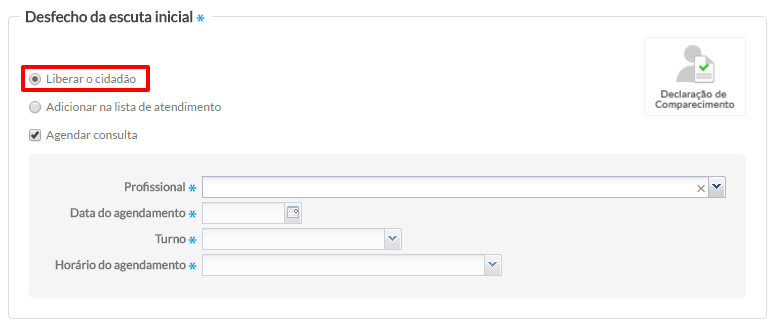 Desfecho da escuta inicial *
Liberar o cidadão
Adicionar na lista de atendimento
Agendar consulta
Declaração de
Comparecimento
Profissional *
Data do agendamento *
Turno *
Horário do agendamento *